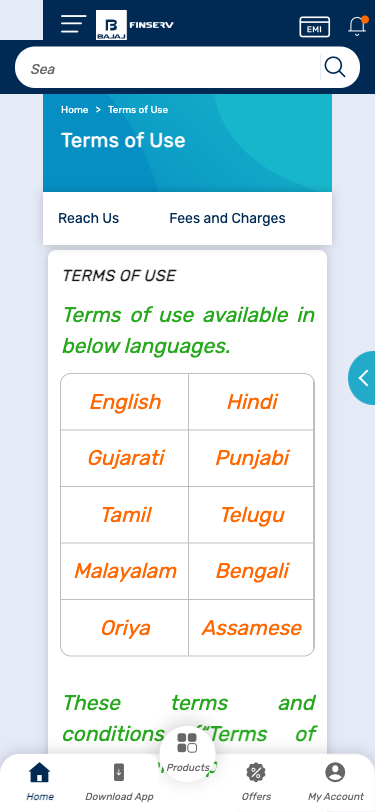 BAJAJ FINSERV
EMI
Sea
Home > Terms of Use
Terms of Use
Reach Us Fees and Charges
TERMS OF USE
Terms of use available in
below languages.
English Hindi
Gujarati Punjabi
Tamil Telugu
Malayalam Bengali
Oriya Assamese
These terms and
conditions ("Terms of
Products
Home Download App Offers My Account